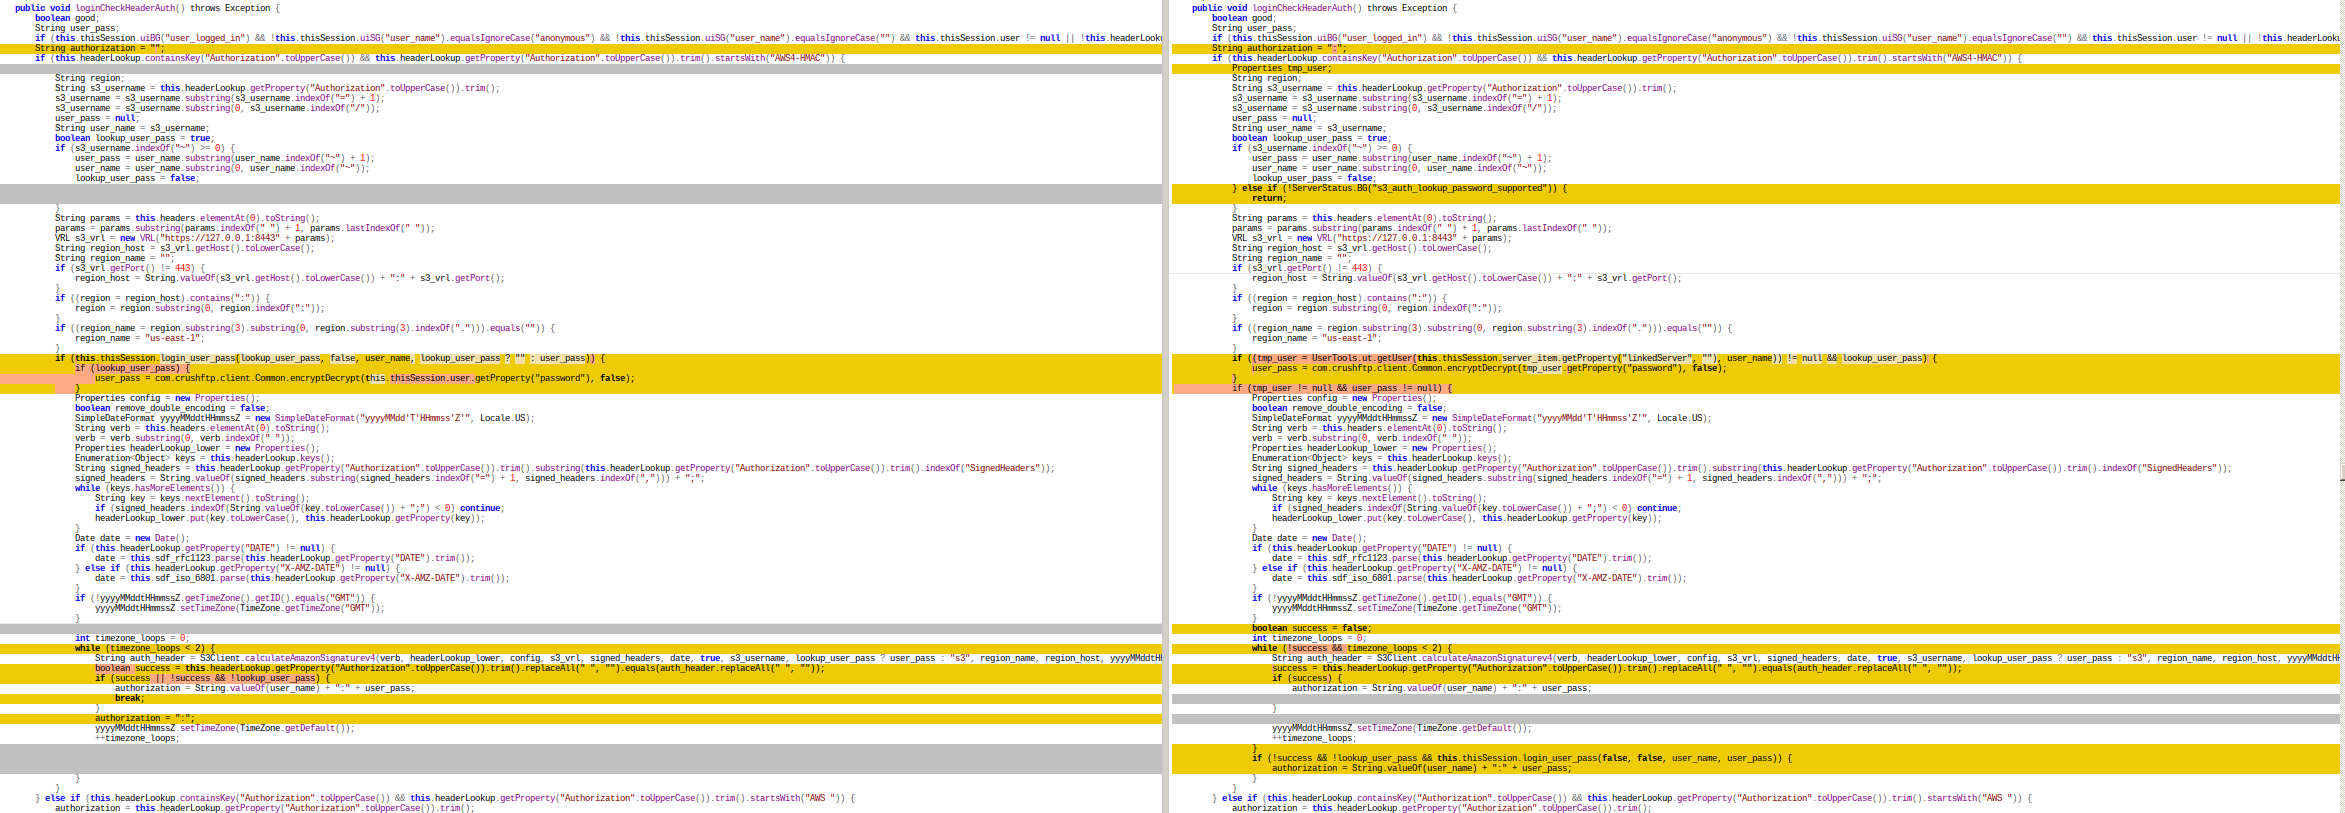 public void loginCheckHeaderAuth() throws Exception {
boolean good;
String user_pass;
if (this.thisSession.uiBG("user_logged_in") && !this.thisSession.uiSG("user_name").equalsIgnoreCase("anonymous") && !this.thisSession.uiSG("user_name").equalsIgnoreCase("") && this.thisSession.user != null || !this.headerLooku
String authorization = "";
if (this.headerLookup.containsKey("Authorization".toUpperCase()) && this.headerLookup.getProperty("Authorization".toUpperCase()).trim().startsWith("AWS4-HMAC")) {
String region;
String s3_username = this.headerLookup.getProperty("Authorization".toUpperCase()).trim();
s3_username = s3_username.substring(s3_username.indexOf("=") + 1);
s3_username = s3_username.substring(0, s3_username.indexOf("/"));
user_pass = null;
String user_name = s3_username;
boolean lookup_user_pass = true;
if (s3_username.indexOf("~") >= 0) {
user_pass = user_name.substring(user_name.indexOf("~") + 1);
user_name = user_name.substring(0, user_name.indexOf("~"));
lookup_user_pass = false;
}
String params = this.headers.elementAt(0).toString();
params = params.substring(params.indexOf(" ") + 1, params.lastIndexOf(" "));
VRL s3_vrl = new VRL("https://127.0.0.1:8443" + params);
String region_host = s3_vrl.getHost().toLowerCase();
String region_name = "";
if (s3_vrl.getPort() != 443) {
region_host = String.valueOf(s3_vrl.getHost().toLowerCase()) + ":" + s3_vrl.getPort();
}
if ((region = region_host).contains(":")) {
region = region.substring(0, region.indexOf(":"));
}
if ((region_name = region.substring(3).substring(0, region.substring(3).indexOf("."))).equals("")) {
region_name = "us-east-1";
}
if (this.thisSession.login_user_pass(lookup_user_pass, false, user_name, lookup_user_pass ? "" : user_pass)) {
if (lookup_user_pass) {
user_pass = com.crushftp.client.Common.encryptDecrypt(this.thisSession.user.getProperty("password"), false);
}
Properties config = new Properties();
boolean remove_double_encoding = false;
SimpleDateFormat yyyyMMddtHHmmssZ = new SimpleDateFormat("yyyyMMdd'T'HHmmss'Z'", Locale.US);
String verb = this.headers.elementAt(0).toString();
verb = verb.substring(0, verb.indexOf(" "));
Properties headerLookup_lower = new Properties();
Enumeration<Object> keys = this.headerLookup.keys();
String signed_headers = this.headerLookup.getProperty("Authorization".toUpperCase()).trim().substring(this.headerLookup.getProperty("Authorization".toUpperCase()).trim().indexOf("SignedHeaders"));
signed_headers = String.valueOf(signed_headers.substring(signed_headers.indexOf("=") + 1, signed_headers.indexOf(","))) + ";";
while (keys.hasMoreElements()) {
String key = keys.nextElement().toString();
if (signed_headers.indexOf(String.valueOf(key.toLowerCase()) + ";") < 0) continue;
headerLookup_lower.put(key.toLowerCase(), this.headerLookup.getProperty(key));
}
Date date = new Date();
if (this.headerLookup.getProperty("DATE") != null) {
date = this.sdf_rfc1123.parse(this.headerLookup.getProperty("DATE").trim());
} else if (this.headerLookup.getProperty("X-AMZ-DATE") != null) {
date = this.sdf_iso_6801.parse(this.headerLookup.getProperty("X-AMZ-DATE").trim());
}
if (!yyyyMMddtHHmmssZ.getTimeZone().getID().equals("GMT")) {
yyyyMMddtHHmmssZ.setTimeZone(TimeZone.getTimeZone("GMT"));
}
int timezone_loops = 0;
while (timezone_loops < 2) {
String auth_header = S3Client.calculateAmazonSignaturev4(verb, headerLookup_lower, config, s3_vrl, signed_headers, date, true, s3_username, lookup_user_pass ? user_pass : "s3", region_name, region_host, yyyyMMddtHH
boolean success = this.headerLookup.getProperty("Authorization".toUpperCase()).trim().replaceAll(" ", "").equals(auth_header.replaceAll(" ", ""));
if (success || !success && !lookup_user_pass) {
authorization = String.valueOf(user_name) + ":" + user_pass;
break;
}
authorization = ":";
yyyyMMddtHHmmssZ.setTimeZone(TimeZone.getDefault());
++timezone_loops;
}
}
} else if (this.headerLookup.containsKey("Authorization".toUpperCase()) && this.headerLookup.getProperty("Authorization".toUpperCase()).trim().startsWith("AWS ")) {
authorization = this.headerLookup.getProperty("Authorization".toUpperCase()).trim();
public void loginCheckHeaderAuth() throws Exception {
boolean good;
String user_pass;
if (this.thisSession.uiBG("user_logged_in") && !this.thisSession.uiSG("user_name").equalsIgnoreCase("anonymous") && !this.thisSession.uiSG("user_name").equalsIgnoreCase("") && this.thisSession.user != null || !this.headerLooku
String authorization = ":";
if (this.headerLookup.containsKey("Authorization".toUpperCase()) && this.headerLookup.getProperty("Authorization".toUpperCase()).trim().startsWith("AWS4-HMAC")) {
Properties tmp_user;
String region;
String s3_username = this.headerLookup.getProperty("Authorization".toUpperCase()).trim();
s3_username = s3_username.substring(s3_username.indexOf("=") + 1);
s3_username = s3_username.substring(0, s3_username.indexOf("/"));
user_pass = null;
String user_name = s3_username;
boolean lookup_user_pass = true;
if (s3_username.indexOf("~") >= 0) {
user_pass = user_name.substring(user_name.indexOf("~") + 1);
user_name = user_name.substring(0, user_name.indexOf("~"));
lookup_user_pass = false;
} else if (!ServerStatus.BG("s3_auth_lookup_password_supported")) {
return;
}
String params = this.headers.elementAt(0).toString();
params = params.substring(params.indexOf(" ") + 1, params.lastIndexOf(" "));
VRL s3_vrl = new VRL("https://127.0.0.1:8443" + params);
String region_host = s3_vrl.getHost().toLowerCase();
String region_name = "";
if (s3_vrl.getPort() != 443) {
region_host = String.valueOf(s3_vrl.getHost().toLowerCase()) + ":" + s3_vrl.getPort();
}
if ((region = region_host).contains(":")) {
region = region.substring(0, region.indexOf(":"));
}
if ((region_name = region.substring(3).substring(0, region.substring(3).indexOf("."))).equals("")) {
region_name = "us-east-1";
}
if ((tmp_user = UserTools.ut.getUser(this.thisSession.server_item.getProperty("linkedServer", ""), user_name)) != null && lookup_user_pass) {
user_pass = com.crushftp.client.Common.encryptDecrypt(tmp_user.getProperty("password"), false);
}
if (tmp_user != null && user_pass != null) {
Properties config = new Properties();
boolean remove_double_encoding = false;
SimpleDateFormat yyyyMMddtHHmmssZ = new SimpleDateFormat("yyyyMMdd'T'HHmmss'Z'", Locale.US);
String verb = this.headers.elementAt(0).toString();
verb = verb.substring(0, verb.indexOf(" "));
Properties headerLookup_lower = new Properties();
Enumeration<Object> keys = this.headerLookup.keys();
String signed_headers = this.headerLookup.getProperty("Authorization".toUpperCase()).trim().substring(this.headerLookup.getProperty("Authorization".toUpperCase()).trim().indexOf("SignedHeaders"));
signed_headers = String.valueOf(signed_headers.substring(signed_headers.indexOf("=") + 1, signed_headers.indexOf(","))) + ";";
while (keys.hasMoreElements()) {
String key = keys.nextElement().toString();
if (signed_headers.indexOf(String.valueOf(key.toLowerCase()) + ";") < 0) continue;
headerLookup_lower.put(key.toLowerCase(), this.headerLookup.getProperty(key));
}
Date date = new Date();
if (this.headerLookup.getProperty("DATE") != null) {
date = this.sdf_rfc1123.parse(this.headerLookup.getProperty("DATE").trim());
} else if (this.headerLookup.getProperty("X-AMZ-DATE") != null) {
date = this.sdf_iso_6801.parse(this.headerLookup.getProperty("X-AMZ-DATE").trim());
}
if (!yyyyMMddtHHmmssZ.getTimeZone().getID().equals("GMT")) {
yyyyMMddtHHmmssZ.setTimeZone(TimeZone.getTimeZone("GMT"));
}
boolean success = false;
int timezone_loops = 0;
while (!success && timezone_loops < 2) {
String auth_header = S3Client.calculateAmazonSignaturev4(verb, headerLookup_lower, config, s3_vrl, signed_headers, date, true, s3_username, lookup_user_pass ? user_pass : "s3", region_name, region_host, yyyyMMddtHH
success = this.headerLookup.getProperty("Authorization".toUpperCase()).trim().replaceAll(" ", "").equals(auth_header.replaceAll(" ", ""));
if (success) {
authorization = String.valueOf(user_name) + ":" + user_pass;
}
yyyyMMddtHHmmssZ.setTimeZone(TimeZone.getDefault());
++timezone_loops;
}
if (!success && !lookup_user_pass && this.thisSession.login_user_pass(false, false, user_name, user_pass)) {
authorization = String.valueOf(user_name) + ":" + user_pass;
}
}
} else if (this.headerLookup.containsKey("Authorization".toUpperCase()) && this.headerLookup.getProperty("Authorization".toUpperCase()).trim().startsWith("AWS ")) {
authorization = this.headerLookup.getProperty("Authorization".toUpperCase()).trim();